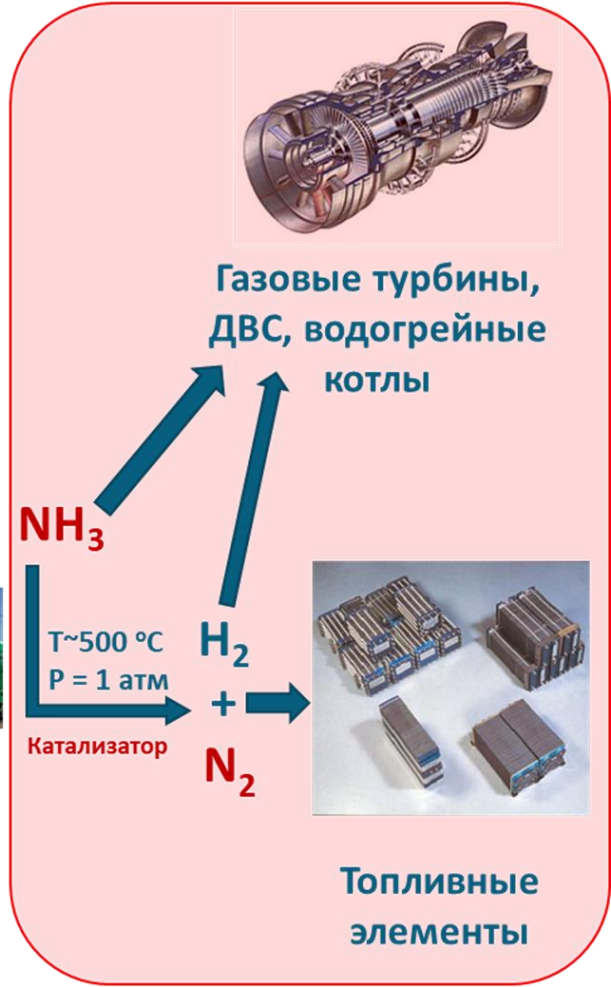 Газовые турбины,
ДВС, водогрейные
котлы
NH₃
T~500 °C
P = 1 атм
Катализатор
H₂
+
N₂
Топливные
элементы